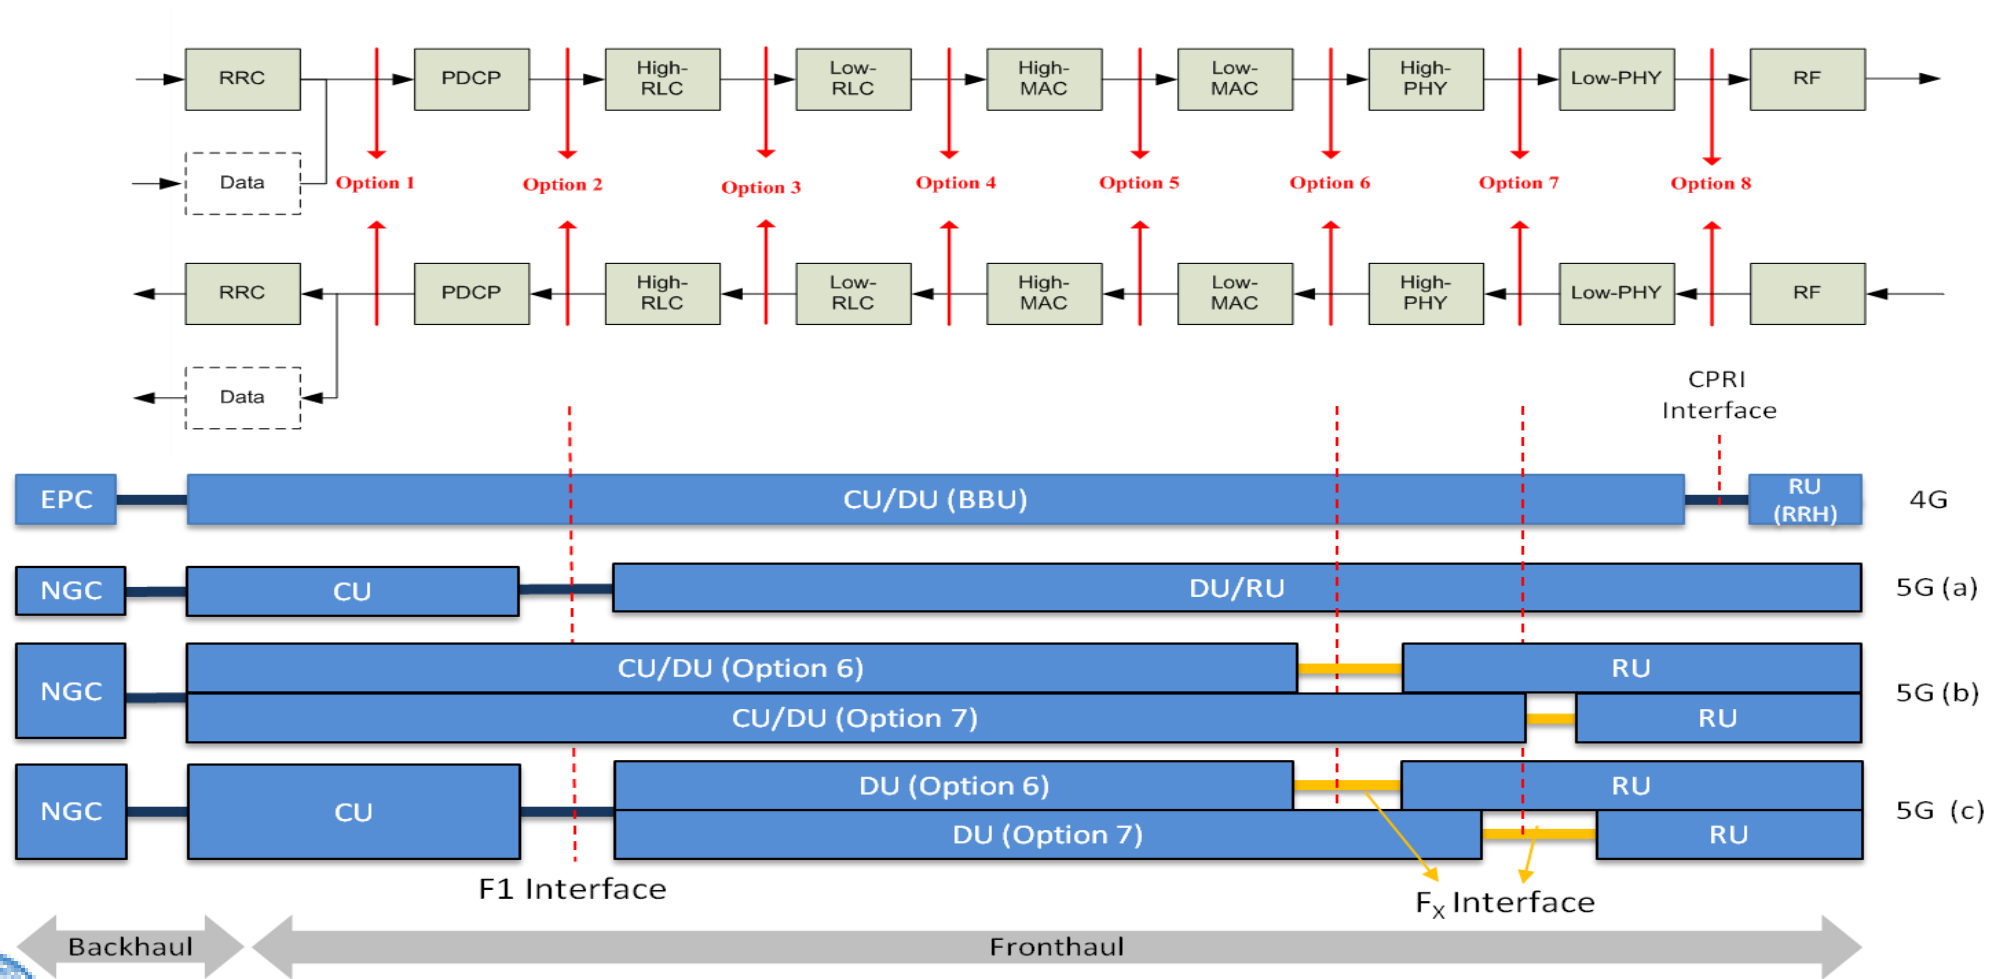 RRC
PDCP
High-
RLC
Low-
RLC
High-
MAC
Low-
MAC
High-
PHY
Low-PHY
RF
Data
Option 1
Option 2
Option 3
Option 4
Option 5
Option 6
Option 7
Option 8
RRC
PDCP
High-
RLC
Low-
RLC
High-
MAC
Low-
MAC
High-
PHY
Low-PHY
RF
Data
CPRI
Interface
EPC
CU/DU (BBU)
RU
(RRH)
4G
NGC
CU
DU/RU
5G (a)
NGC
CU/DU (Option 6)
RU
CU/DU (Option 7)
RU
5G (b)
NGC
CU
DU (Option 6)
RU
DU (Option 7)
RU
5G (c)
F1 Interface
FX Interface
Backhaul
Fronthaul